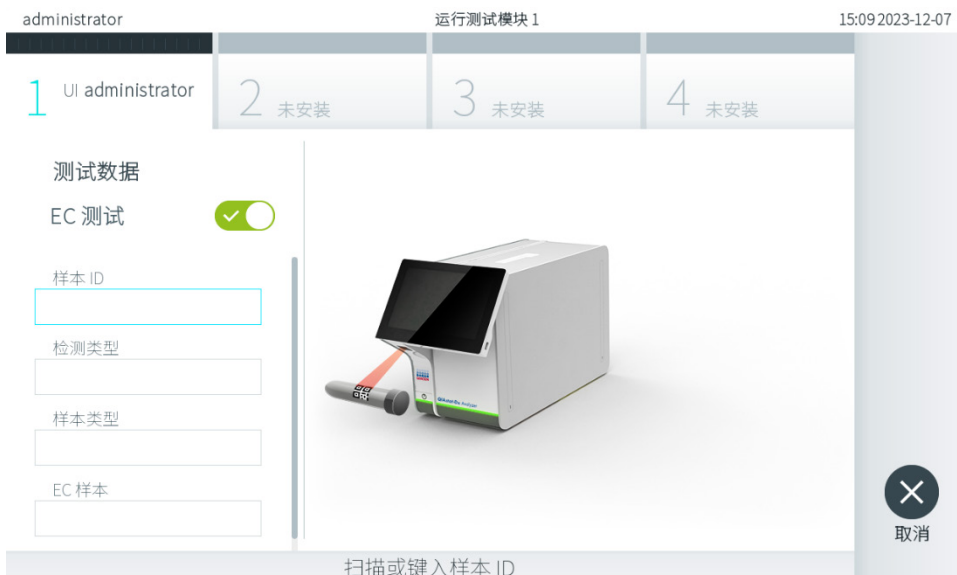 administrator
运行测试模块 1
15:09 2023-12-07
1 UI administrator
2 未安装
3 未安装
4 未安装
测试数据
EC 测试
样本 ID
检测类型
样本类型
EC 样本
取消
扫描或键入样本 ID